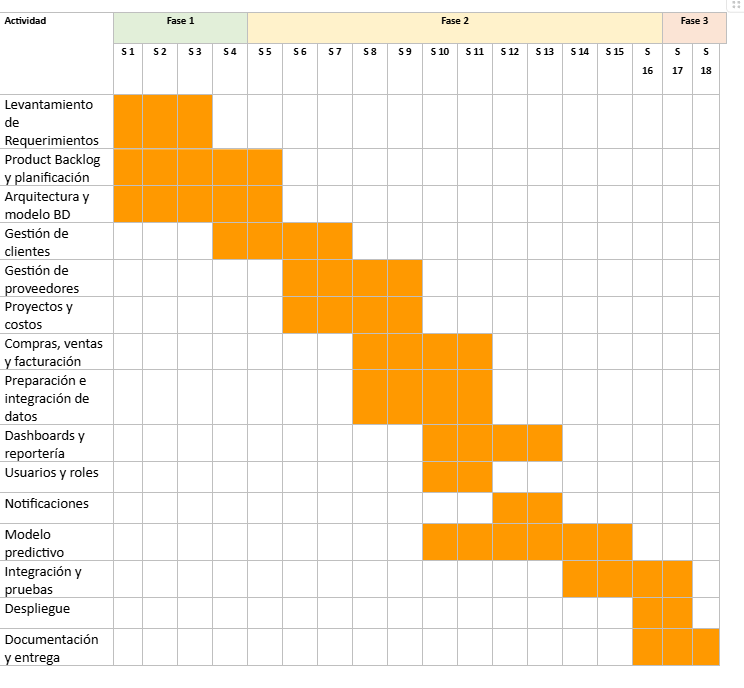 Actividad Fase 1 Fase 2 Fase 3
S 1 S 2 S 3 S 4 S 5 S 6 S 7 S 8 S 9 S 10 S 11 S 12 S 13 S 14 S 15 S S S
16 17 18
Levantamiento
de
Requerimientos
Product Backlog
y planificación
Arquitectura y
modelo BD
Gestión de
clientes
Gestión de
proveedores
Proyectos y
costos
Compras, ventas
y facturación
Preparación e
integración de
datos
Dashboards y
reportería
Usuarios y roles
Notificaciones
Modelo
predictivo
Integración y
pruebas
Despliegue
Documentación
y entrega